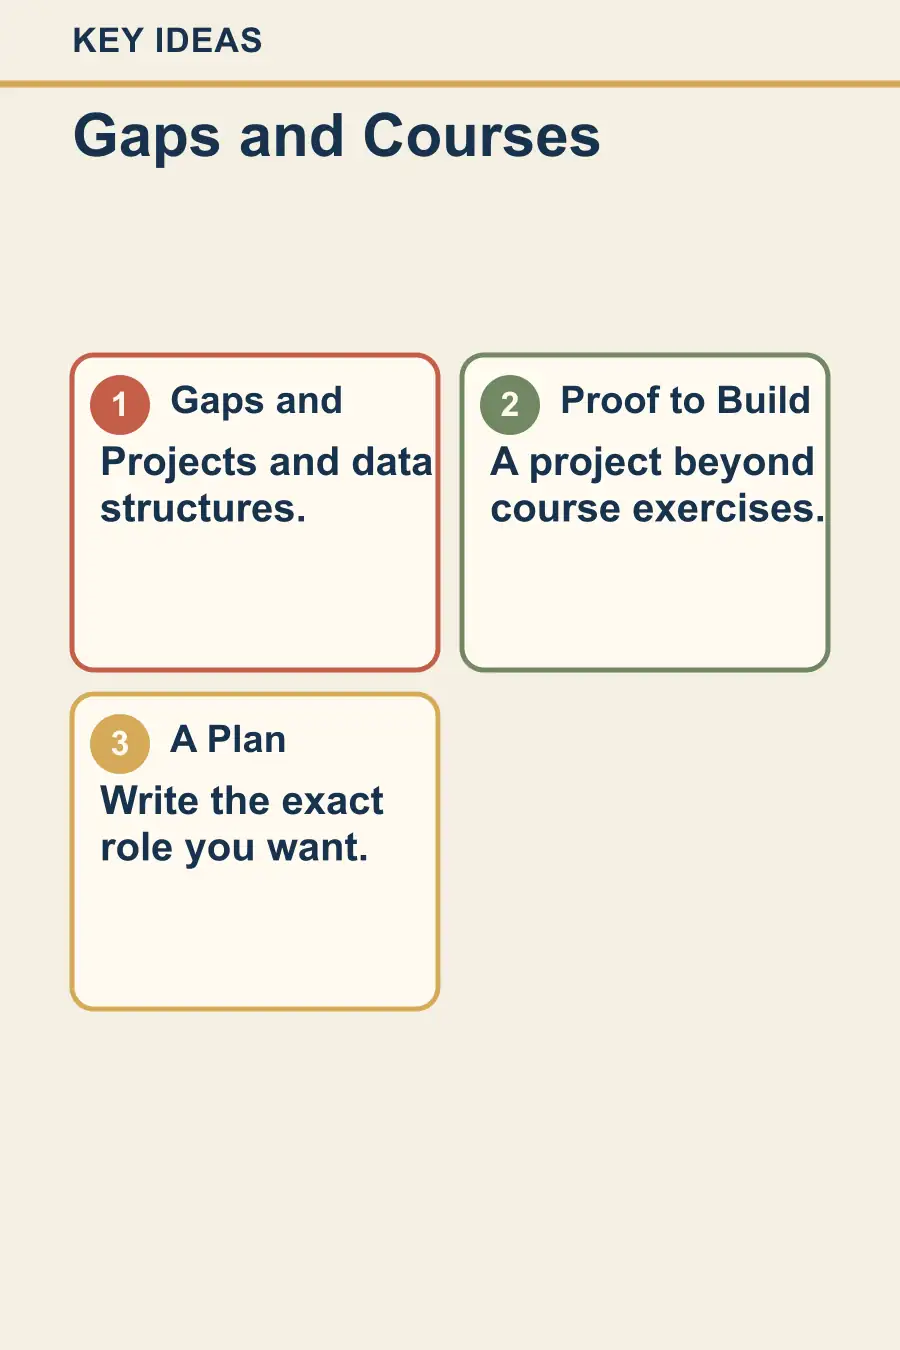 KEY IDEAS
Gaps and Courses
1 Gaps and
Projects and data
structures.
2 Proof to Build
A project beyond
course exercises.
3 A Plan
Write the exact
role you want.